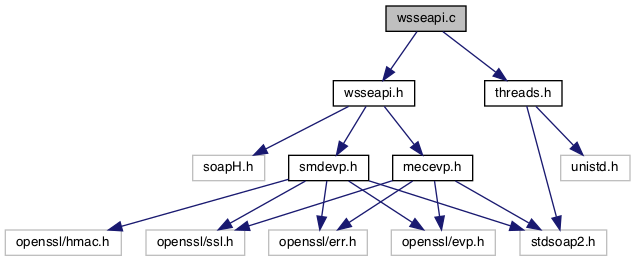 wsseapi.c
wsseapi.h
threads.h
soapH.h
smdevp.h
mecevp.h
unistd.h
openssl/hmac.h
openssl/ssl.h
openssl/err.h
openssl/evp.h
stdsoap2.h